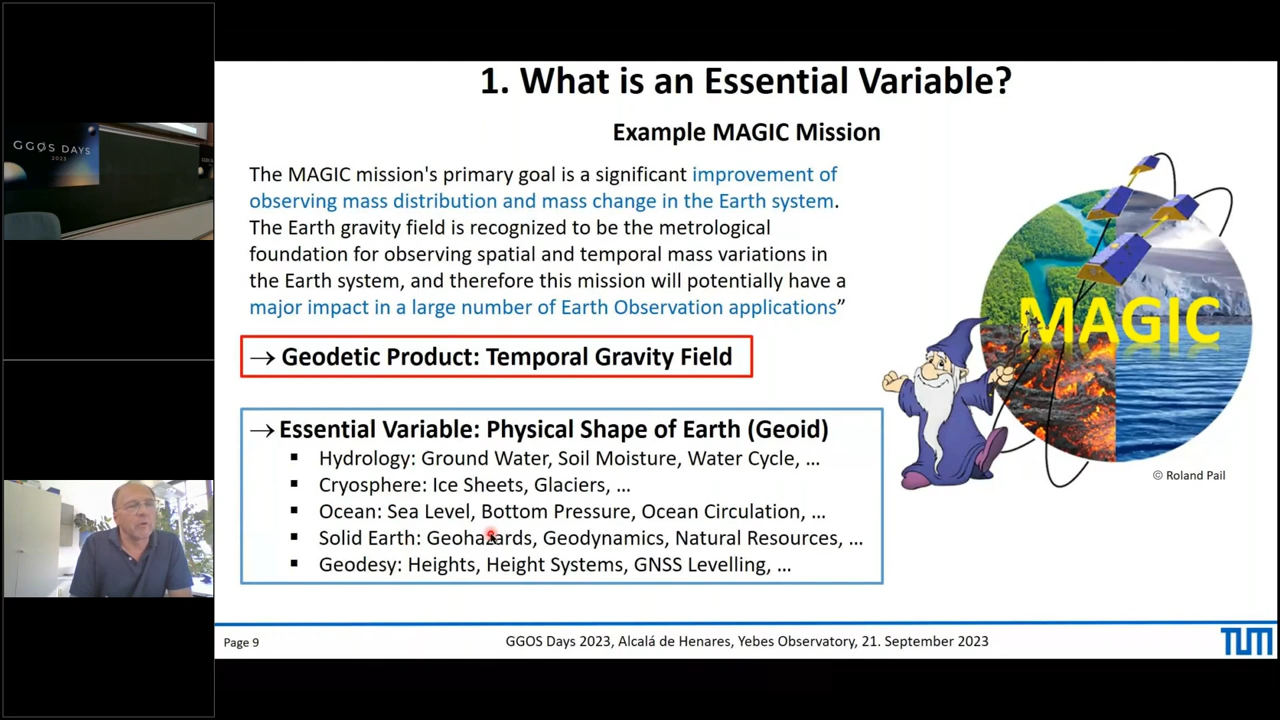 GGOS DAYS
2023
1. What is an Essential Variable?
Example MAGIC Mission
The MAGIC mission's primary goal is a significant improvement of
observing mass distribution and mass change in the Earth system.
The Earth gravity field is recognized to be the metrological
foundation for observing spatial and temporal mass variations in
the Earth system, and therefore this mission will potentially have a
major impact in a large number of Earth Observation applications”
→ Geodetic Product: Temporal Gravity Field
→ Essential Variable: Physical Shape of Earth (Geoid)
▪ Hydrology: Ground Water, Soil Moisture, Water Cycle, ...
▪ Cryosphere: Ice Sheets, Glaciers, ...
▪ Ocean: Sea Level, Bottom Pressure, Ocean Circulation, ...
▪ Solid Earth: Geohazards, Geodynamics, Natural Resources, ...
▪ Geodesy: Heights, Height Systems, GNSS Levelling, ...
MAGIC
© Roland Pail
Page 9
GGOS Days 2023, Alcalá de Henares, Yebes Observatory, 21. September 2023
TUM